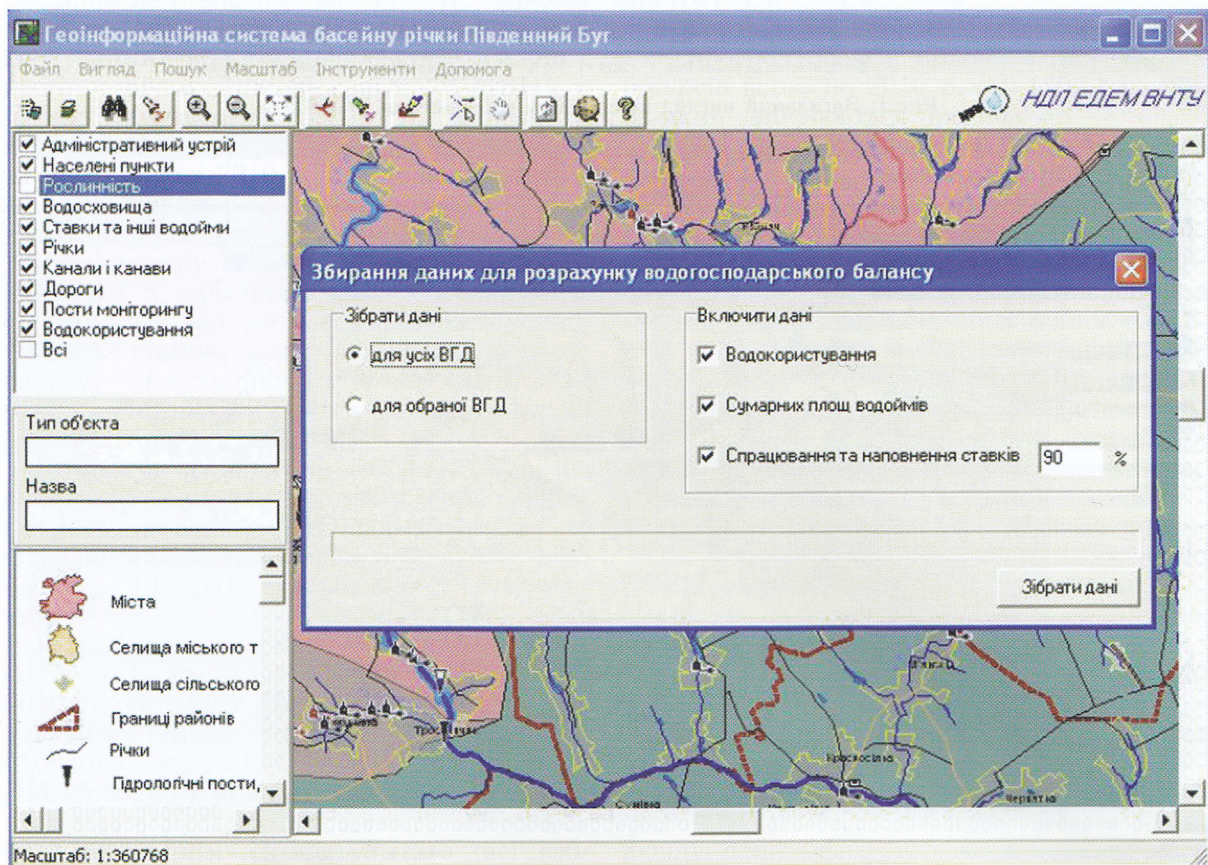 Геоінформаційна система басейну річки Південний Буг
Файл Вигляд Пошук Масштаб Інструменти Допомога
НДЛ ЕДЕМ ВНТУ
Адміністративний устрій
Населені пункти
Рослинність
Водосховища
Ставки та інші водойми
Річки
Канали і канави
Дороги
Пости моніторингу
Водокористування
Всі
Тип об'єкта
Назва
Міста
Селища міського т
Селища сільського
Границі районів
Річки
Гідрологічні пости,
Збирання даних для розрахунку водогосподарського балансу
Зібрати дані
для усіх ВГД
для обраної ВГД
Включити дані
Водокористування
Сумарних площ водоймів
Спрацювання та наповнення ставків 90 %
Зібрати дані
Красносілка
Сумівка
Масштаб: 1:360768